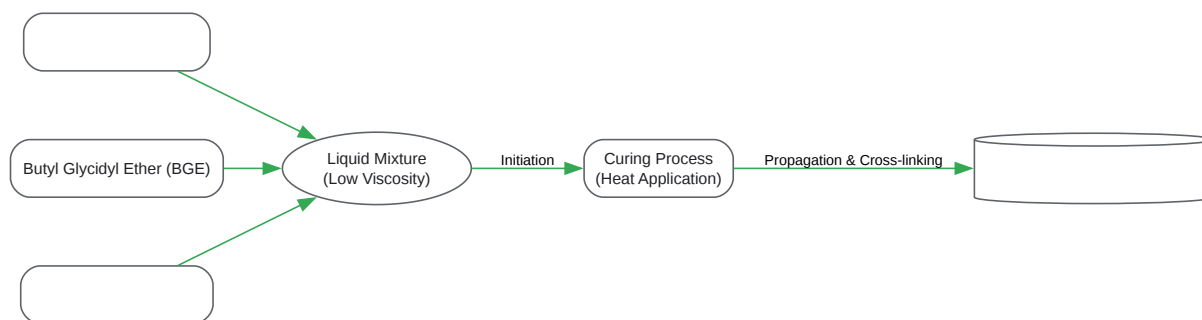 Butyl Glycidyl Ether (BGE)
Liquid Mixture
(Low Viscosity)
Initiation
Curing Process
(Heat Application)
Propagation & Cross-linking